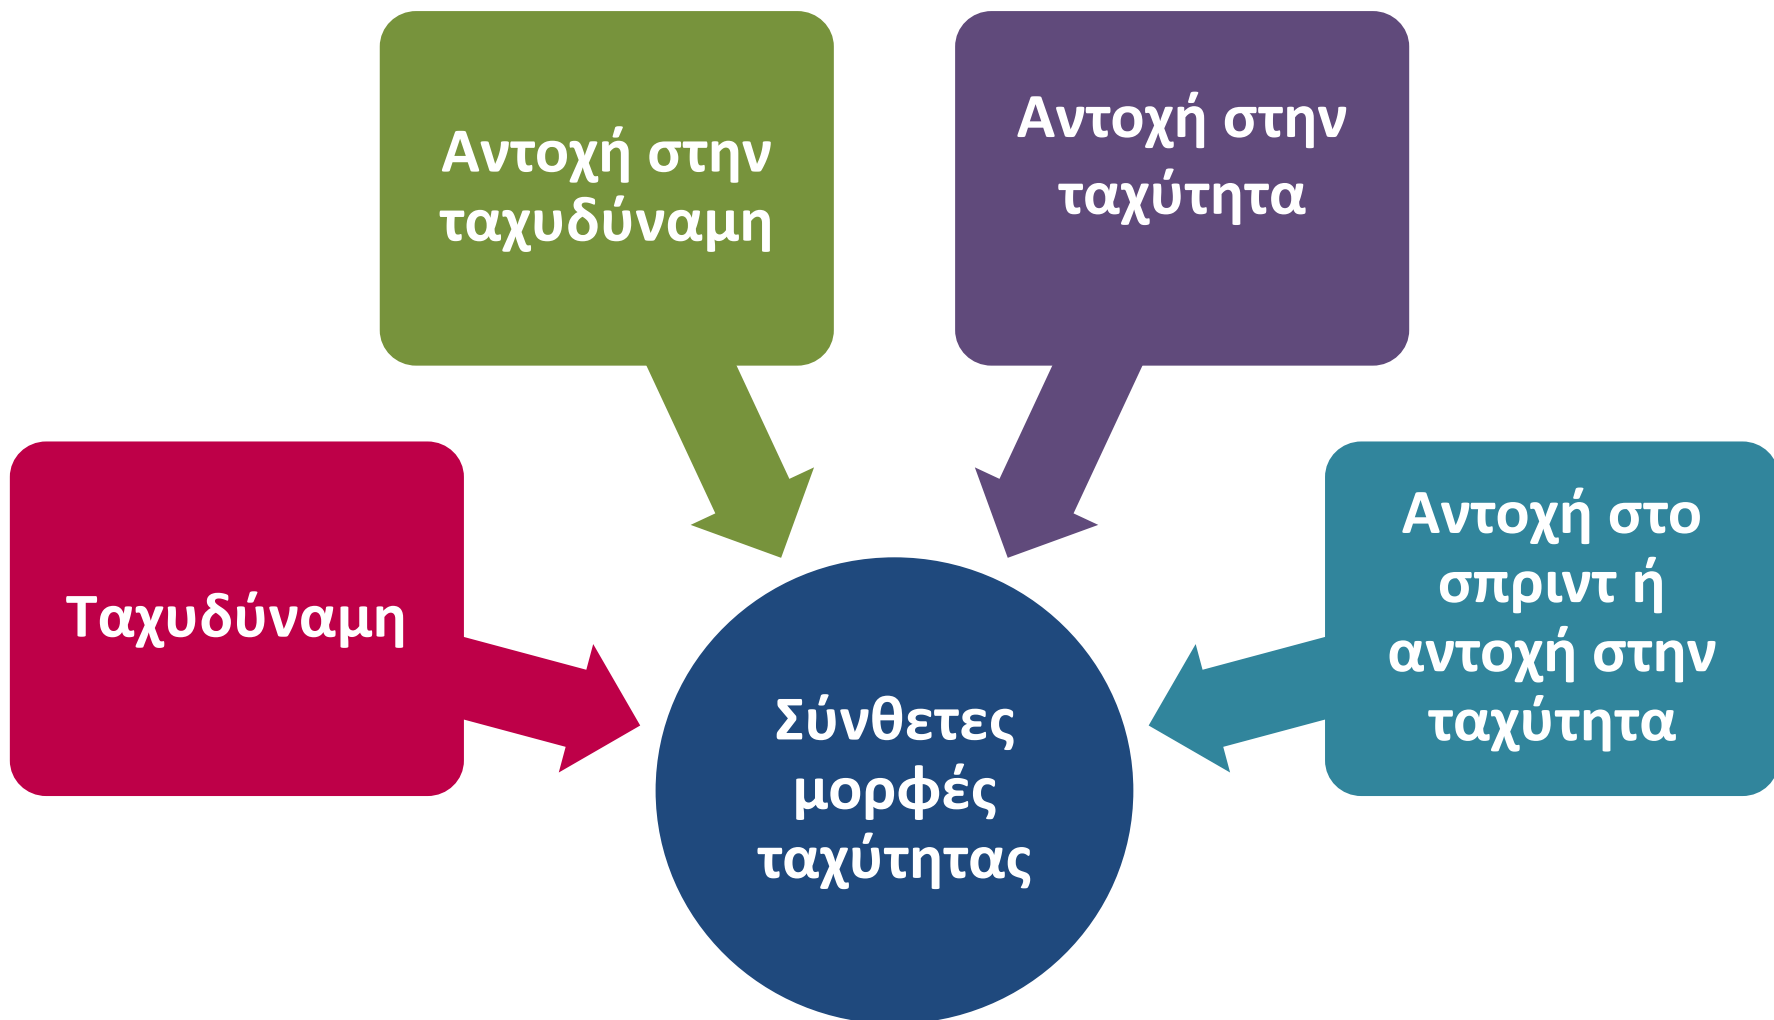 Αντοχή στην
ταχυδύναμη
Αντοχή στην
ταχύτητα
Ταχυδύναμη
Αντοχή στο
σπριντ ή
αντοχή στην
ταχύτητα
Σύνθετες
μορφές
ταχύτητας